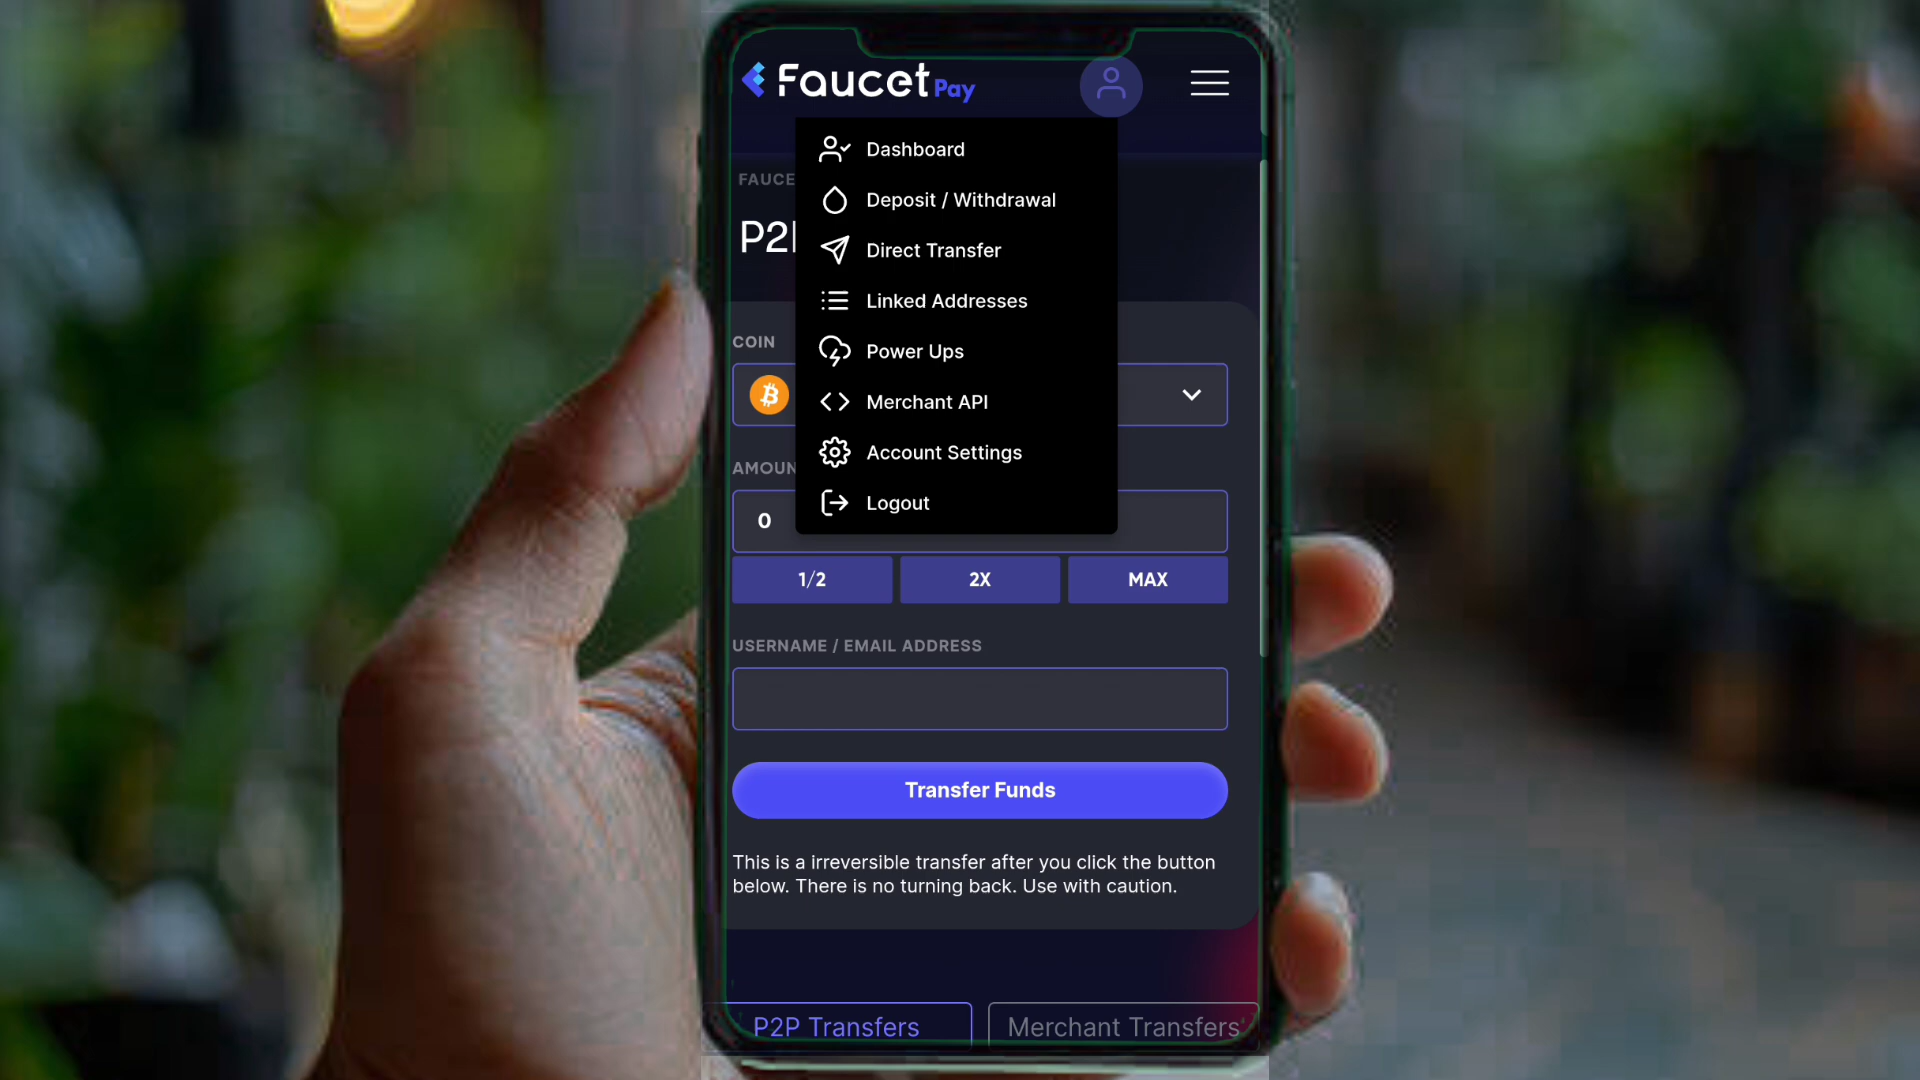 Faucet Pay
Dashboard
FAUCE
Deposit / Withdrawal
P2
Direct Transfer
Linked Addresses
COIN
Power Ups
Merchant API
Account Settings
AMOUN
Logout
0
1/2 2X MAX
USERNAME / EMAIL ADDRESS
Transfer Funds
This is a irreversible transfer after you click the button
below. There is no turning back. Use with caution.
P2P Transfers Merchant Transfers